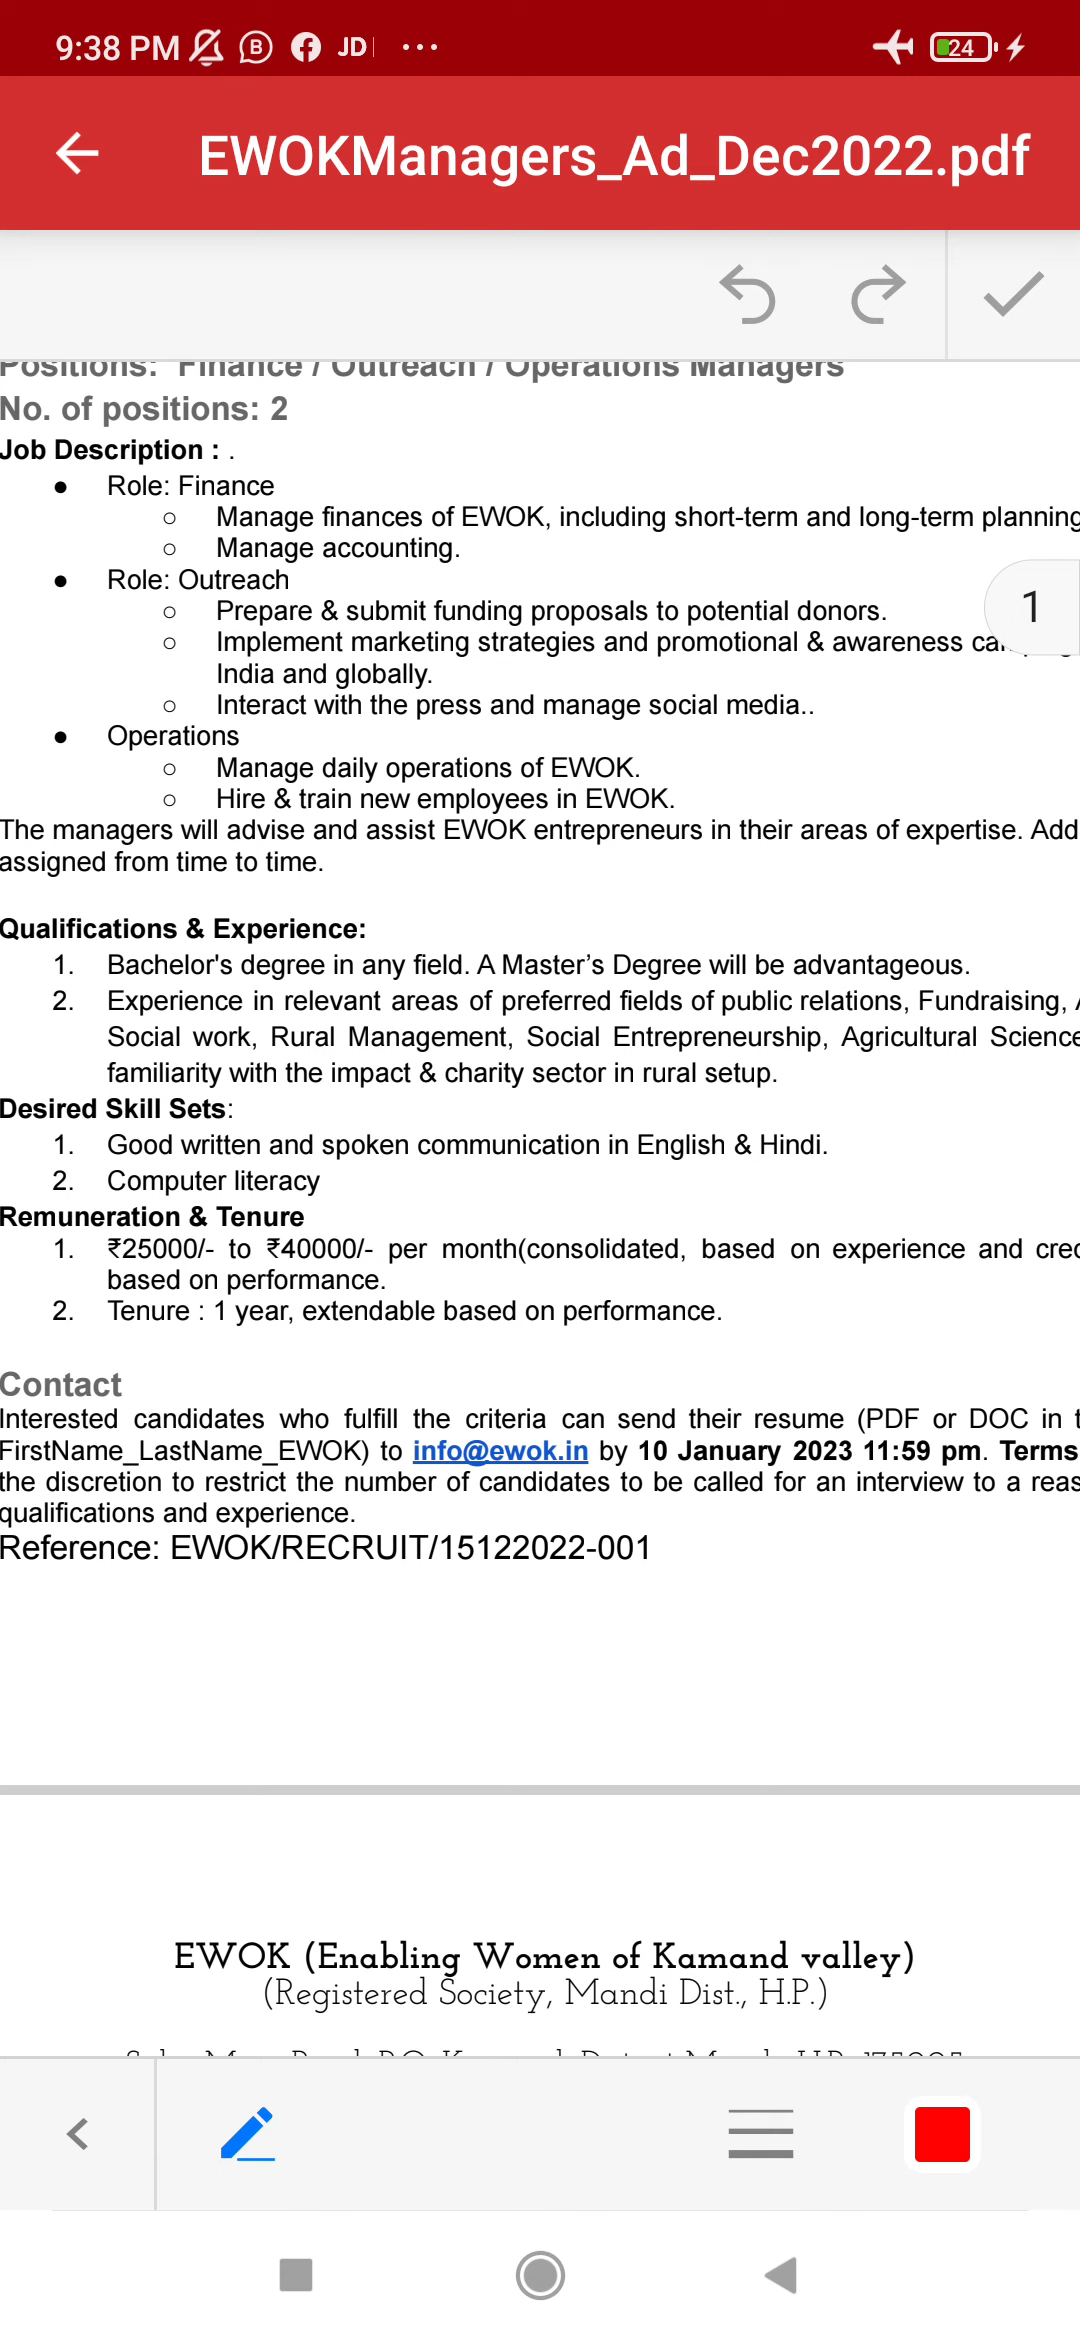 9:38 PM B JD ...
24
EWOKManagers_Ad_Dec2022.pdf
Positions: Finance / Outreach / Operations Managers
No. of positions: 2
Job Description : .
● Role: Finance
○ Manage finances of EWOK, including short-term and long-term planning
○ Manage accounting.
● Role: Outreach
1
○ Prepare & submit funding proposals to potential donors.
○ Implement marketing strategies and promotional & awareness
India and globally.
○ Interact with the press and manage social media..
● Operations
○ Manage daily operations of EWOK.
○ Hire & train new employees in EWOK.
The managers will advise and assist EWOK entrepreneurs in their areas of expertise. Add
assigned from time to time.
Qualifications & Experience:
1. Bachelor's degree in any field. A Master’s Degree will be advantageous.
2. Experience in relevant areas of preferred fields of public relations, Fundraising,
Social work, Rural Management, Social Entrepreneurship, Agricultural Science
familiarity with the impact & charity sector in rural setup.
Desired Skill Sets:
1. Good written and spoken communication in English & Hindi.
2. Computer literacy
Remuneration & Tenure
1. ₹25000/- to ₹40000/- per month(consolidated, based on experience and cred
based on performance.
2. Tenure : 1 year, extendable based on performance.
Contact
Interested candidates who fulfill the criteria can send their resume (PDF or DOC in t
FirstName_LastName_EWOK) to info@ewok.in by 10 January 2023 11:59 pm. Terms
the discretion to restrict the number of candidates to be called for an interview to a reas
qualifications and experience.
Reference: EWOK/RECRUIT/15122022-001
EWOK (Enabling Women of Kamand valley)
(Registered Society, Mandi Dist., H.P.)